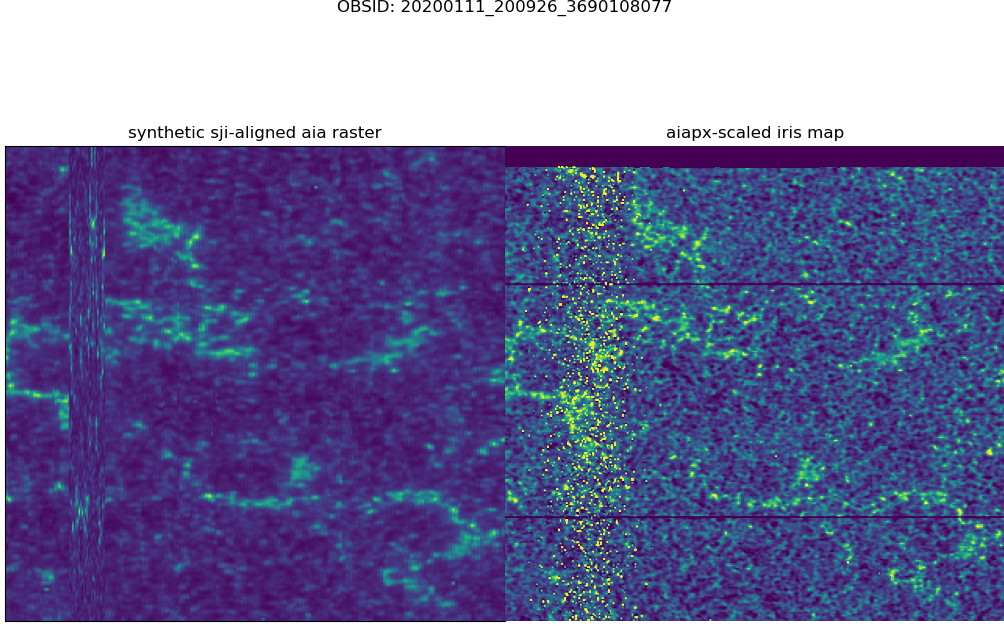 OBSID: 20200111_200926_3690108077
synthetic sji-aligned aia raster
aiapx-scaled iris map